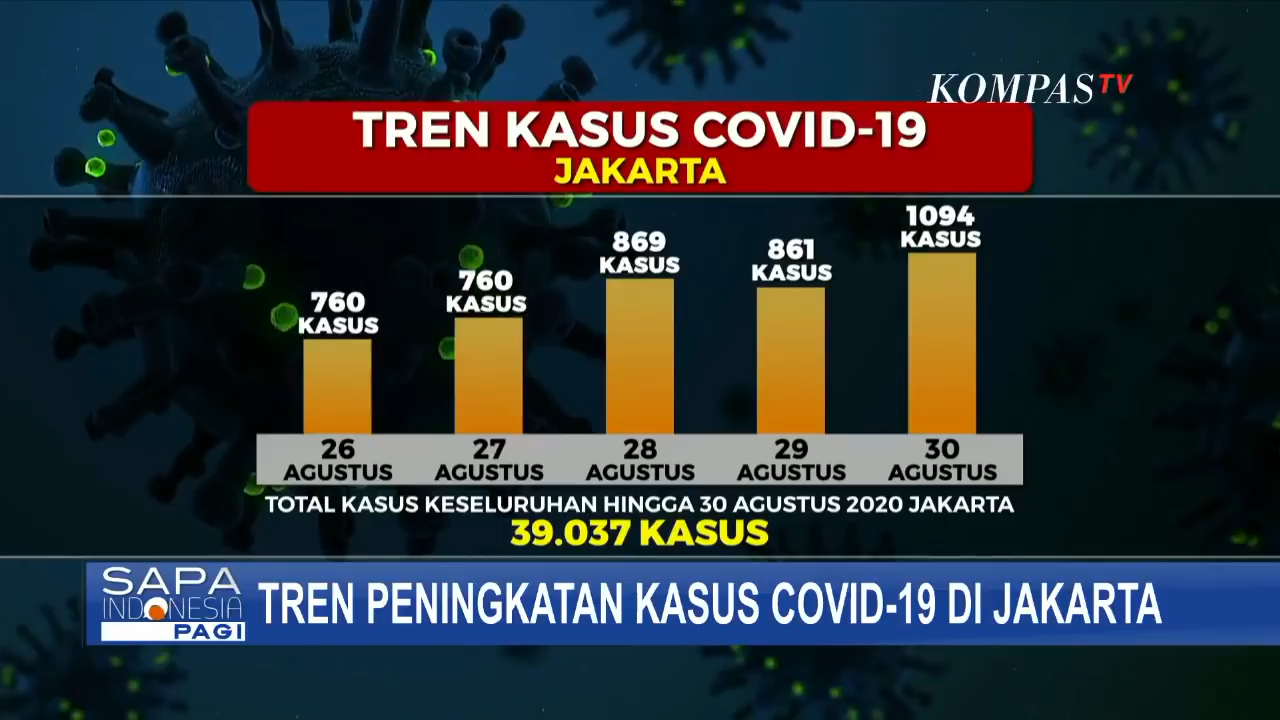 KOMPAS TV
TREN KASUS COVID-19
JAKARTA
760
KASUS
760
KASUS
869
KASUS
861
KASUS
1094
KASUS
26
AGUSTUS
27
AGUSTUS
28
AGUSTUS
29
AGUSTUS
30
AGUSTUS
TOTAL KASUS KESELURUHAN HINGGA 30 AGUSTUS 2020 JAKARTA
39.037 KASUS
SAPA
INDONESIA
PAGI
TREN PENINGKATAN KASUS COVID-19 DI JAKARTA